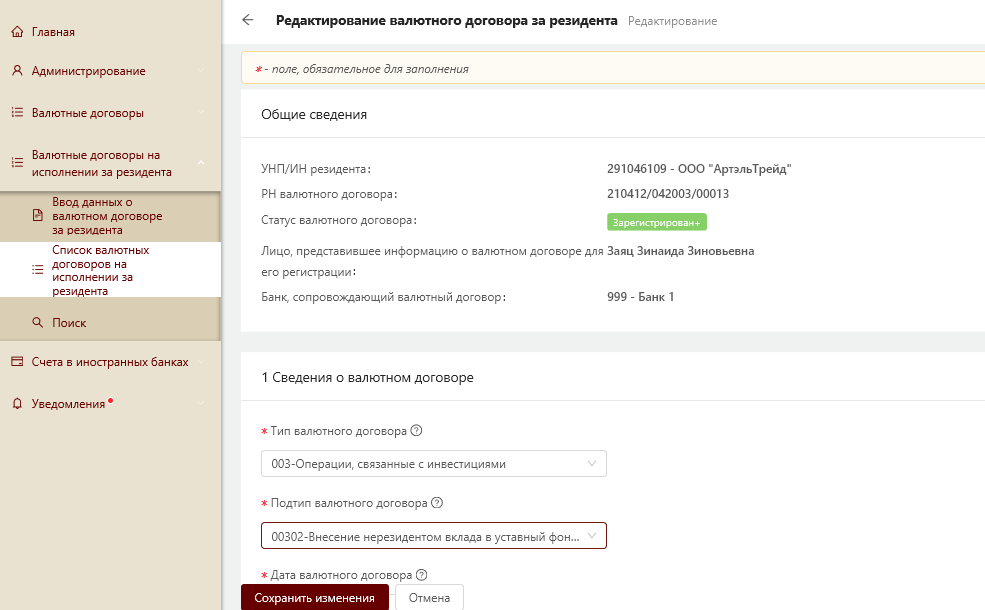 Главная
Администрирование
Валютные договоры
Валютные договоры на
исполнении за резидента
Ввод данных о
валютном договоре
за резидента
Список валютных
договоров на
исполнении за
резидента
Поиск
Счета в иностранных банках
Уведомления
Редактирование валютного договора за резидента Редактирование
* - поле, обязательное для заполнения
Общие сведения
УНП/ИН резидента: 291046109 - ООО "АртэльТрейд"
РН валютного договора: 210412/042003/00013
Статус валютного договора: Зарегистрирован+
Лицо, представившее информацию о валютном договоре для Заяц Зинаида Зиновьевна
его регистрации:
Банк, сопровождающий валютный договор: 999 - Банк 1
1 Сведения о валютном договоре
* Тип валютного договора
003-Операции, связанные с инвестициями
* Подтип валютного договора
00302-Внесение нерезидентом вклада в уставный фон...
* Дата валютного договора
Сохранить изменения Отмена